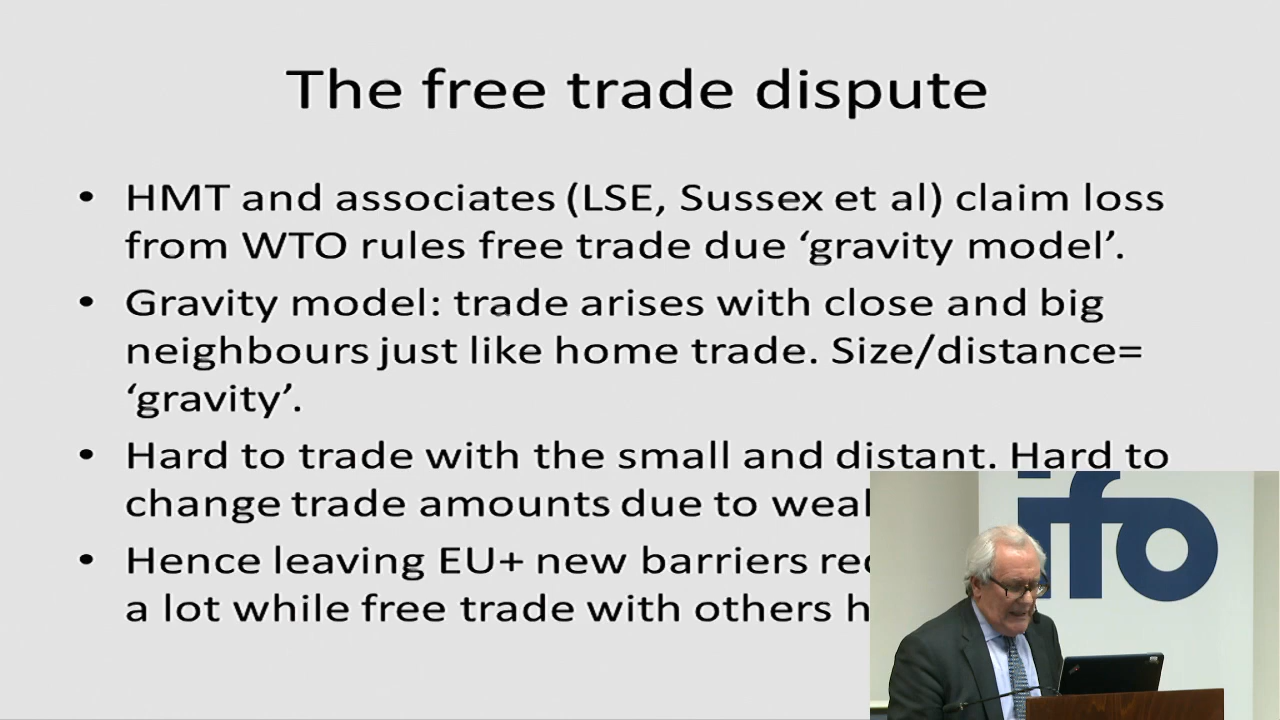 The free trade dispute
• HMT and associates (LSE, Sussex et al) claim loss
from WTO rules free trade due ‘gravity model’.
• Gravity model: trade arises with close and big
neighbours just like home trade. Size/distance=
‘gravity’.
• Hard to trade with the small and distant. Hard to
change trade amounts due to
• Hence leaving EU+ new barriers
a lot while free trade with others
ifo